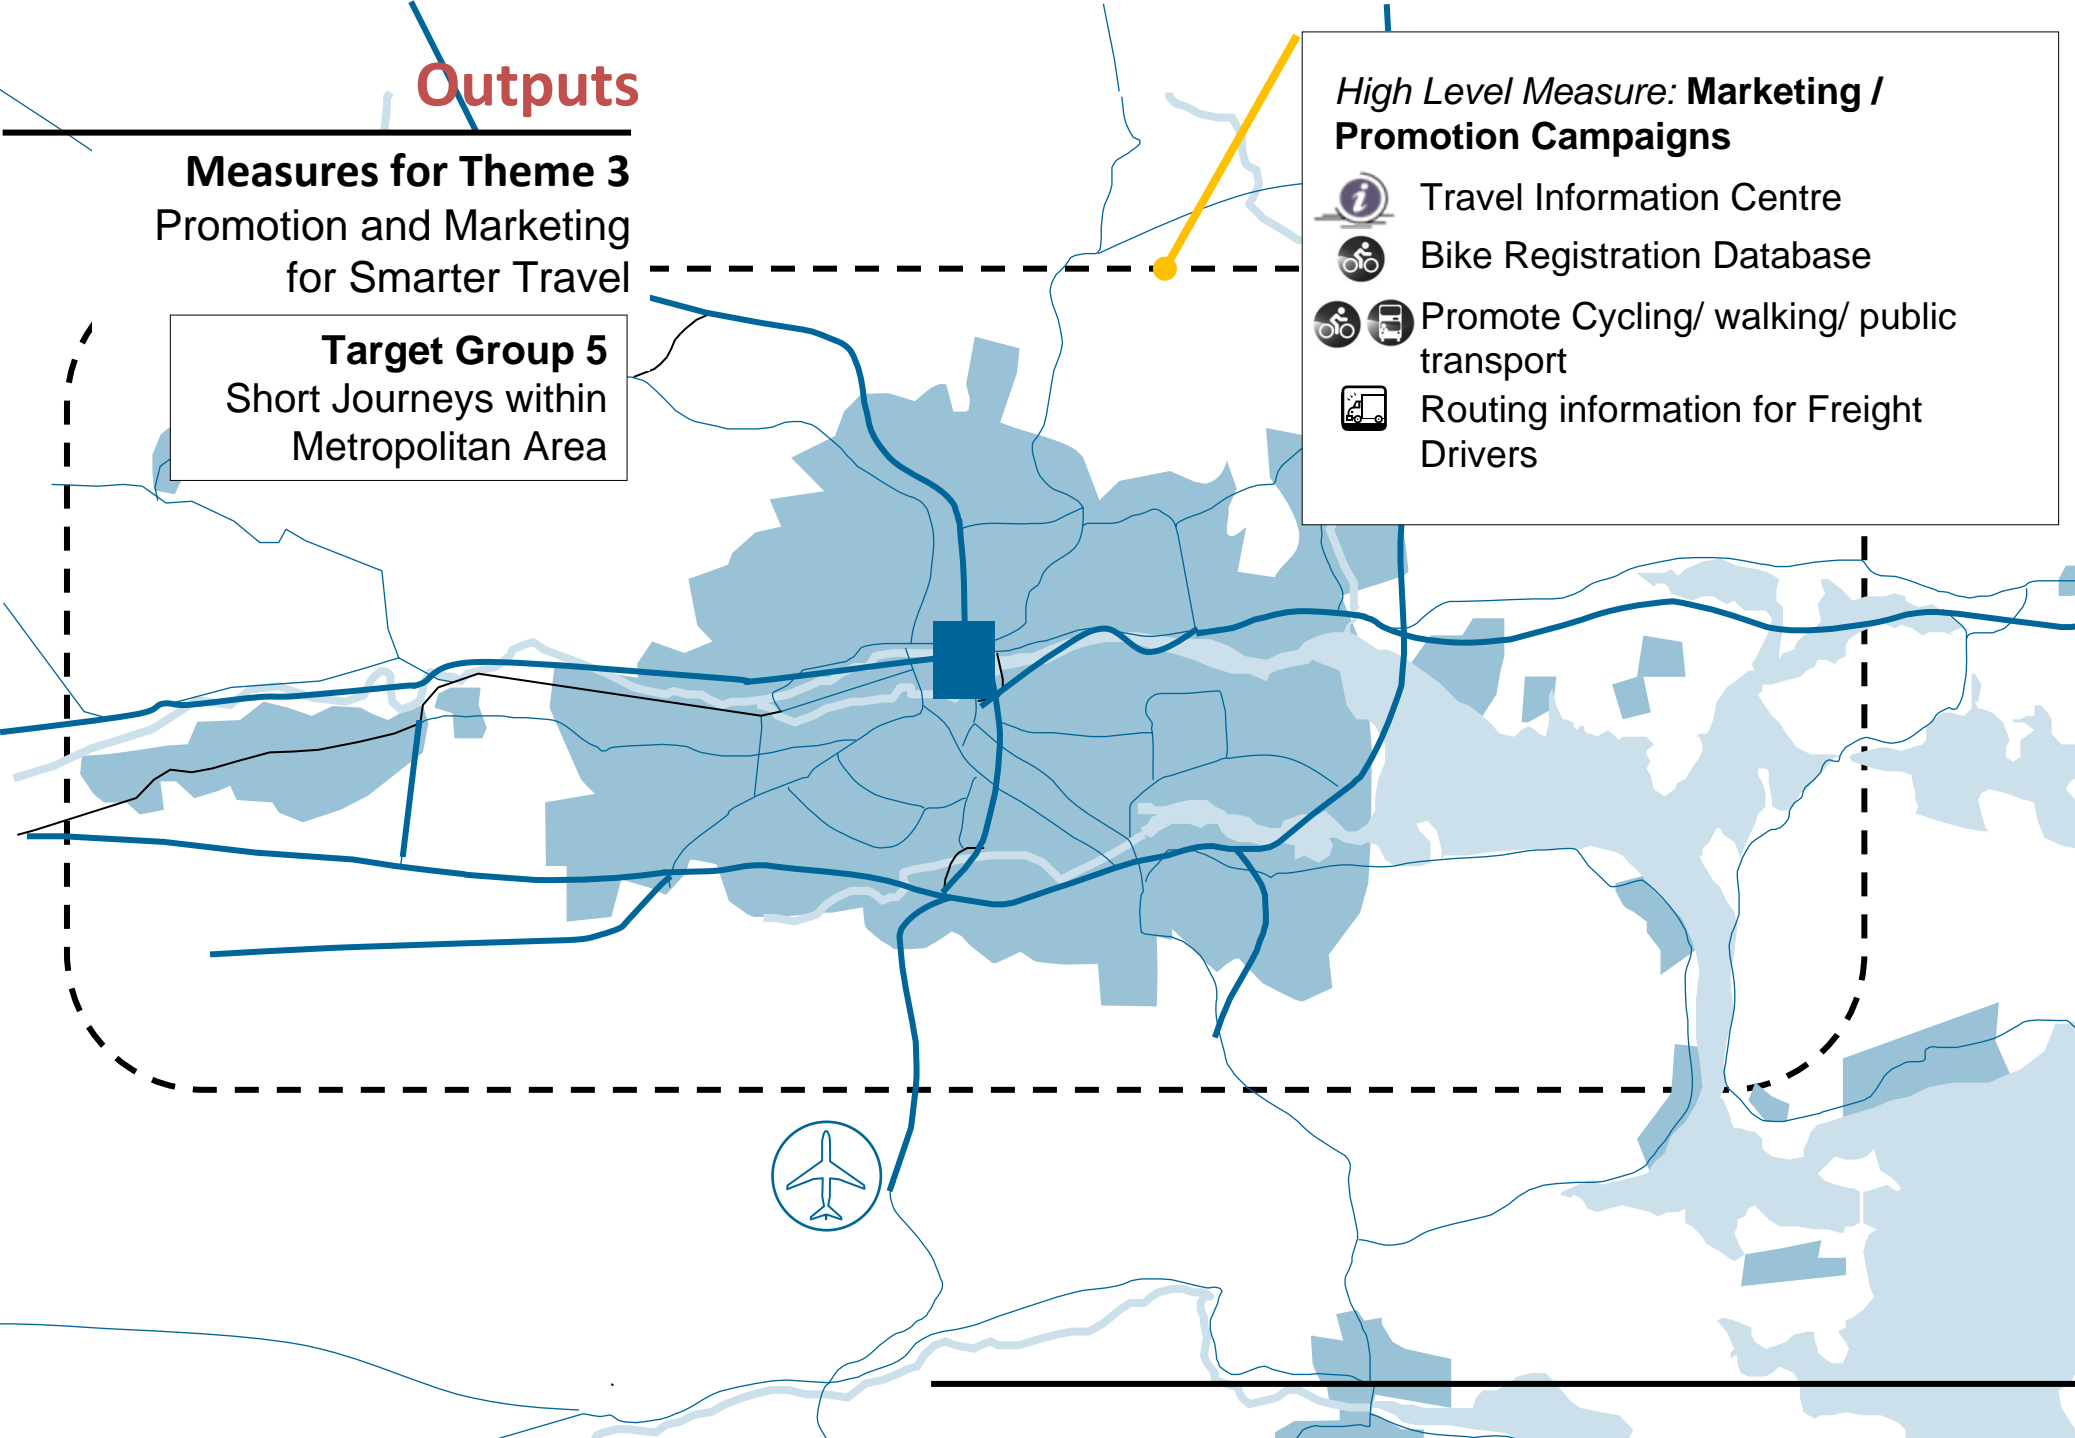 Outputs
Measures for Theme 3
Promotion and Marketing
for Smarter Travel
Target Group 5
Short Journeys within
Metropolitan Area
High Level Measure: Marketing /
Promotion Campaigns
i Travel Information Centre
Bike Registration Database
Promote Cycling/ walking/ public
transport
Routing information for Freight
Drivers